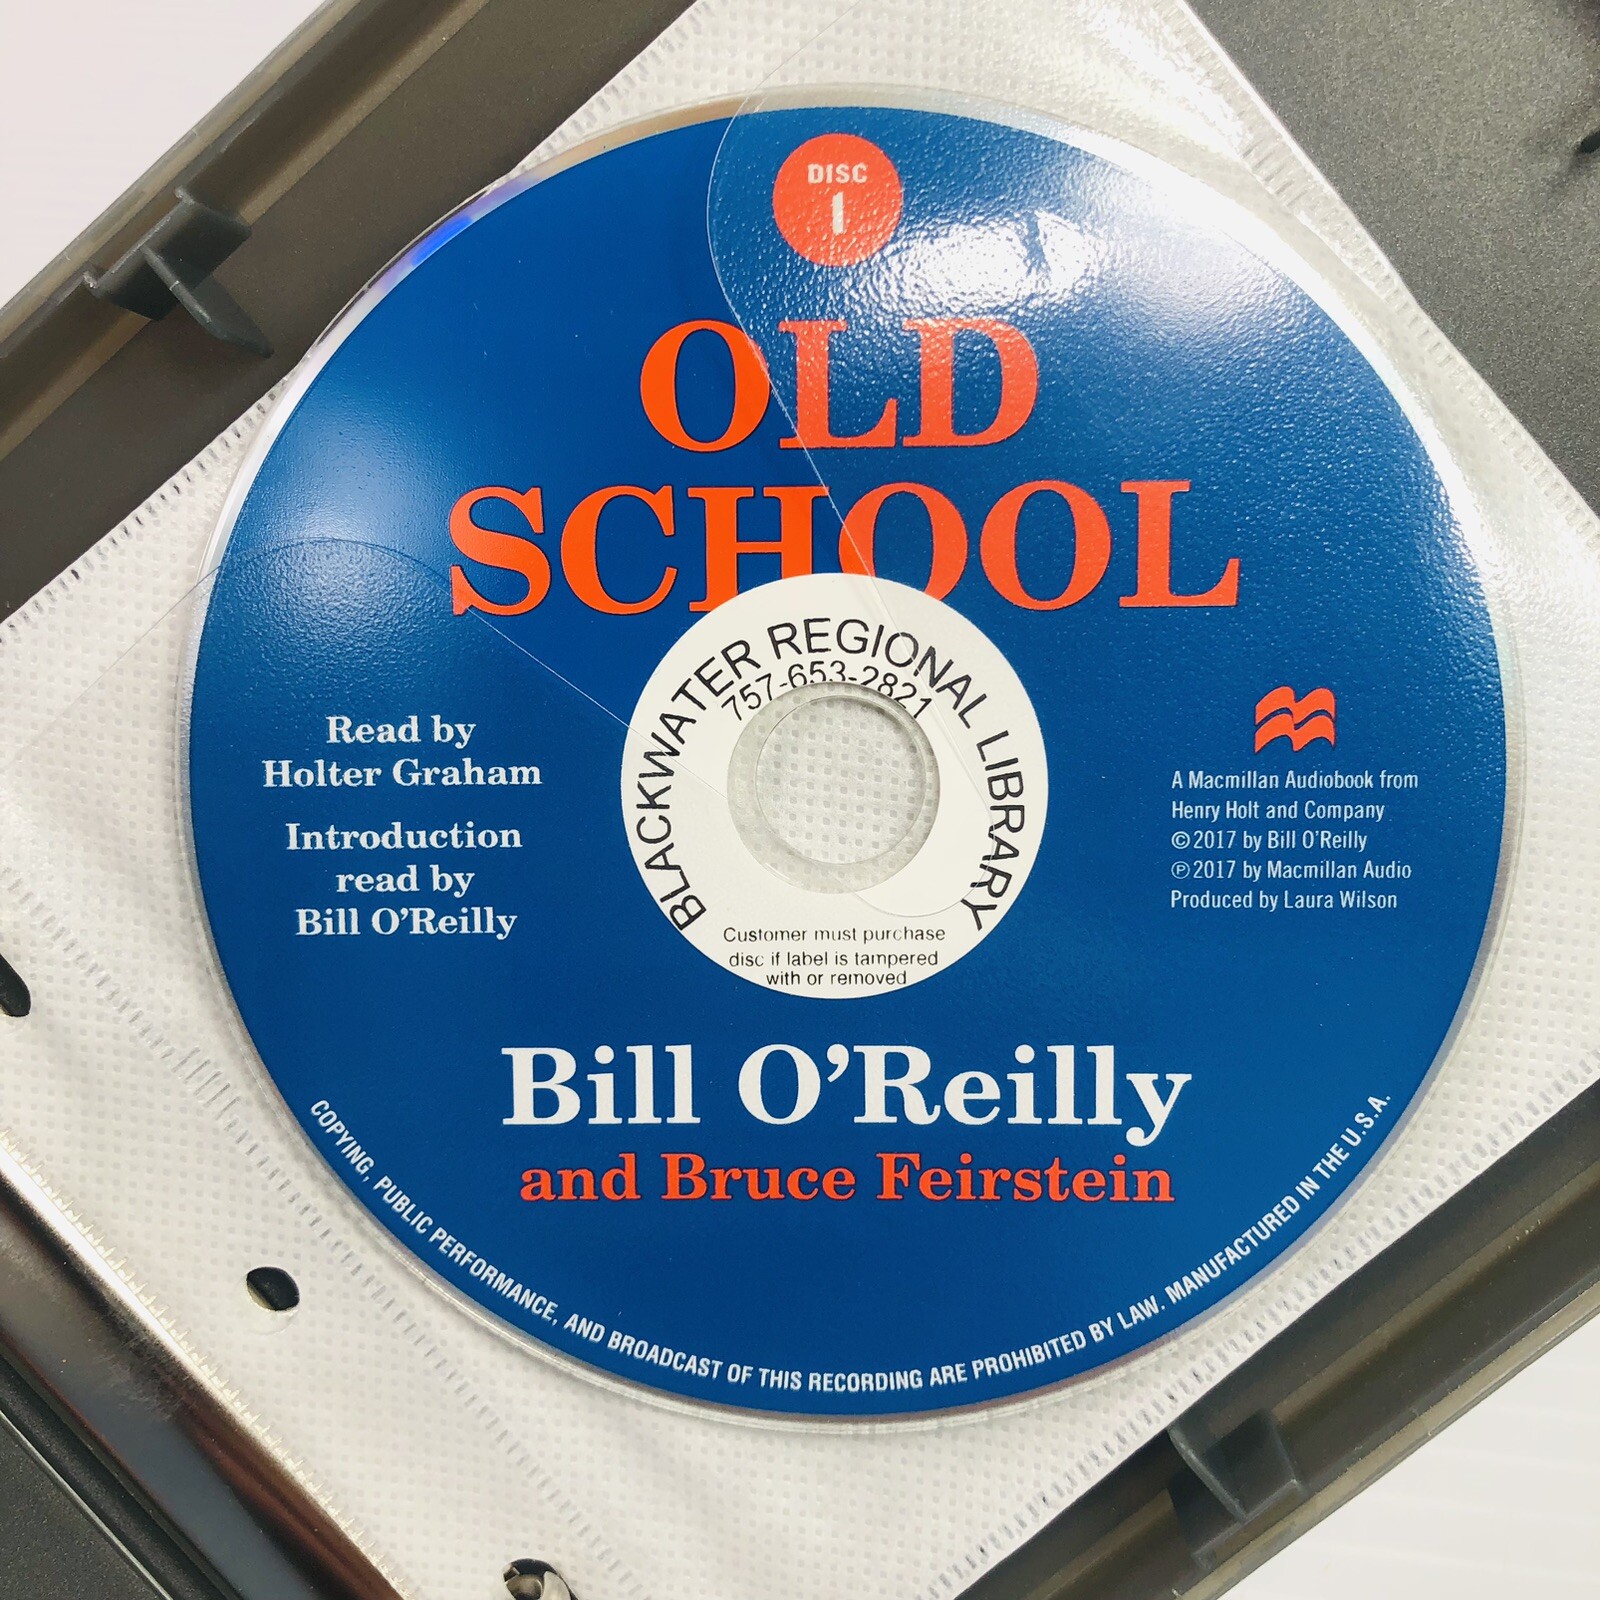 DISC
1
OLD
SCHOOL
BLACKWATER REGIONAL LIBRARY
757-653-2821
Customer must purchase
disc if label is tampered
with or removed
Read by
Holter Graham
Introduction
read by
Bill O'Reilly
A Macmillan Audiobook from
Henry Holt and Company
©2017 by Bill O'Reilly
℗2017 by Macmillan Audio
Produced by Laura Wilson
Bill O'Reilly
and Bruce Feirstein
COPYING, PUBLIC PERFORMANCE, AND BROADCAST OF THIS RECORDING ARE PROHIBITED BY LAW. MANUFACTURED IN THE U.S.A.